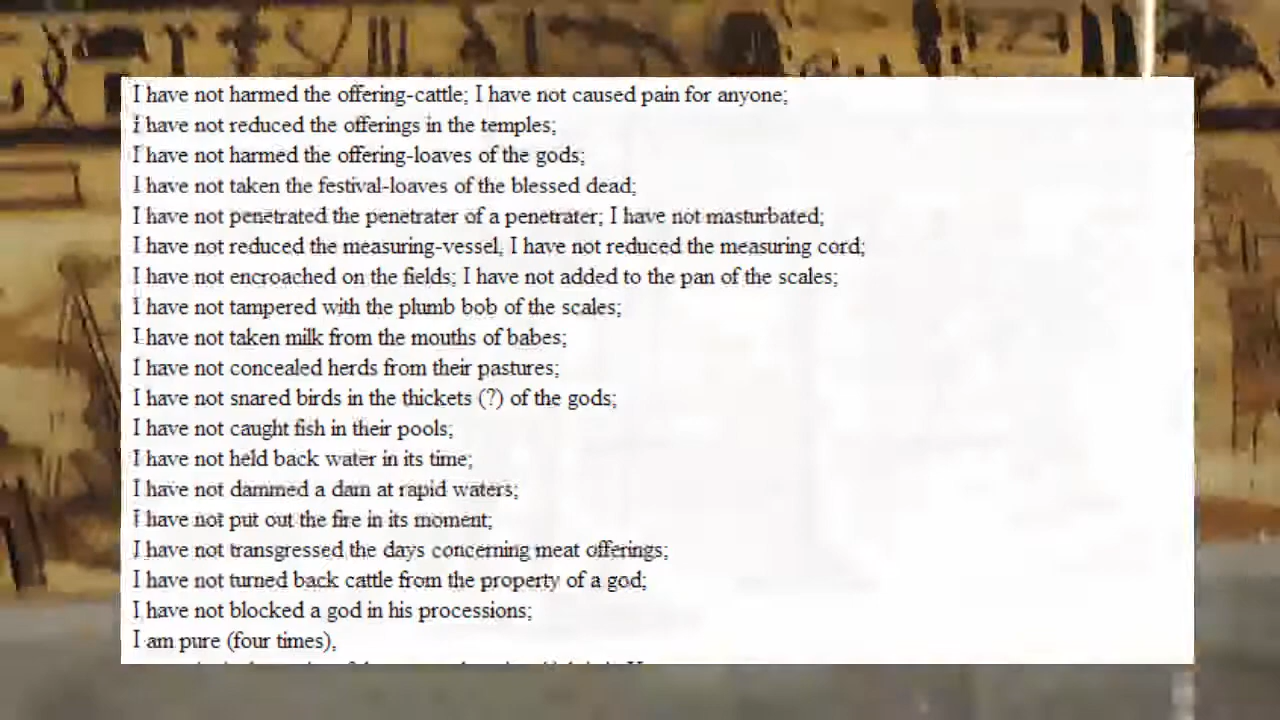 I have not harmed the offering-cattle; I have not caused pain for anyone;
I have not reduced the offerings in the temples;
I have not harmed the offering-loaves of the gods;
I have not taken the festival-loaves of the blessed dead;
I have not penetrated the penetrater of a penetrater; I have not masturbated;
I have not reduced the measuring-vessel, I have not reduced the measuring cord;
I have not encroached on the fields; I have not added to the pan of the scales;
I have not tampered with the plumb bob of the scales;
I have not taken milk from the mouths of babes;
I have not concealed herds from their pastures;
I have not snared birds in the thickets (?) of the gods;
I have not caught fish in their pools;
I have not held back water in its time;
I have not dammed a dam at rapid waters;
I have not put out the fire in its moment;
I have not transgressed the days concerning meat offerings;
I have not turned back cattle from the property of a god;
I have not blocked a god in his processions;
I am pure (four times),